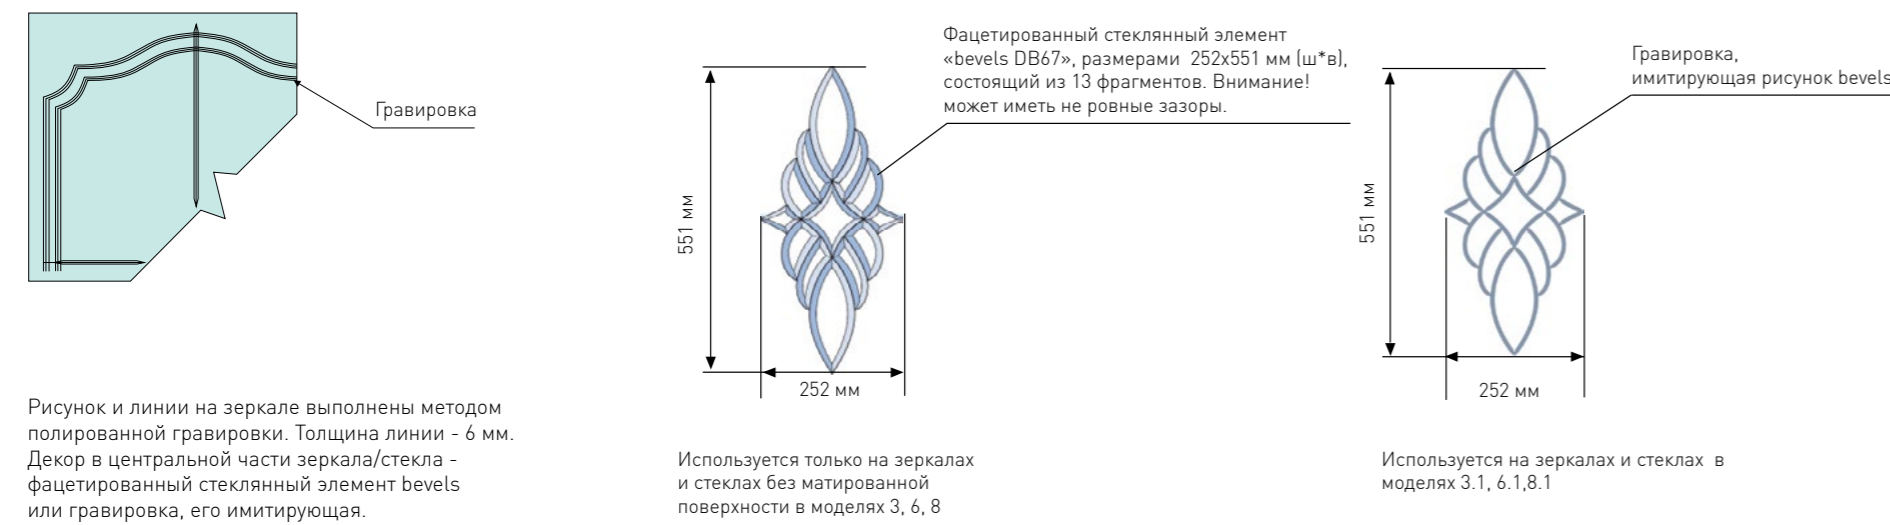 Гравировка
Рисунок и линии на зеркале выполнены методом
полированной гравировки. Толщина линии - 6 мм.
Декор в центральной части зеркала/стекла -
фацетированный стеклянный элемент bevels
или гравировка, его имитирующая.
Фацетированный стеклянный элемент
«bevels DB67», размерами 252х551 мм (ш*в),
состоящий из 13 фрагментов. Внимание!
может иметь не ровные зазоры.
551 мм
252 мм
Используется только на зеркалах
и стеклах без матированной
поверхности в моделях 3, 6, 8
Гравировка,
имитирующая рисунок bevels
551 мм
252 мм
Используется на зеркалах и стеклах в
моделях 3.1, 6.1,8.1